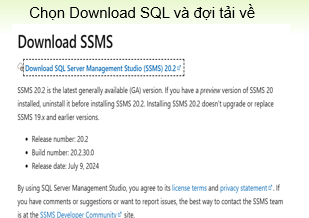 Chọn Download SQL và đợi tải về
Download SSMS
Download SQL Server Management Studio (SSMS) 20.2
SSMS 20.2 is the latest generally available (GA) version. If you have a preview version of SSMS 20
installed, uninstall it before installing SSMS 20.2. Installing SSMS 20.2 doesn't upgrade or replace
SSMS 19.x and earlier versions.
• Release number: 20.2
• Build number: 20.2.30.0
• Release date: July 9, 2024
By using SQL Server Management Studio, you agree to its license terms and privacy statement. If
you have comments or suggestions or want to report issues, the best way to contact the SSMS team
is at the SSMS Developer Community site.